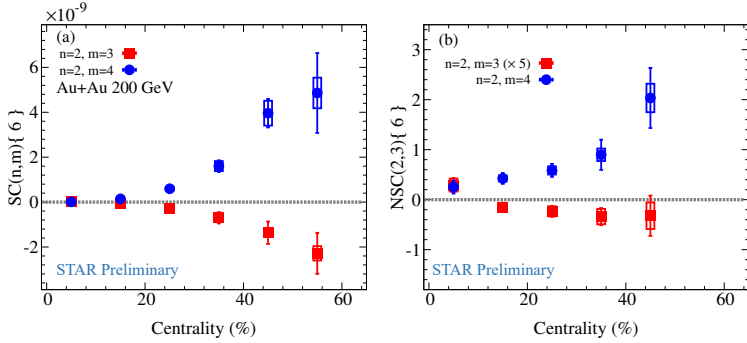 ×10⁻⁹
(a)
n=2, m=3
n=2, m=4
Au+Au 200 GeV
SC(n,m){ 6 }
6
4
2
0
−2
STAR Preliminary
0 20 40 60
Centrality (%)
(b)
n=2, m=3 (× 5)
n=2, m=4
NSC(2,3){ 6 }
3
2
1
0
-1
STAR Preliminary
0 20 40 60
Centrality (%)